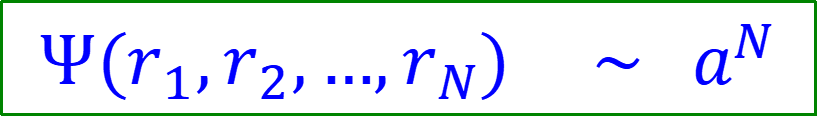 Ψ(r₁, r₂, ..., r_N) ~ a^N